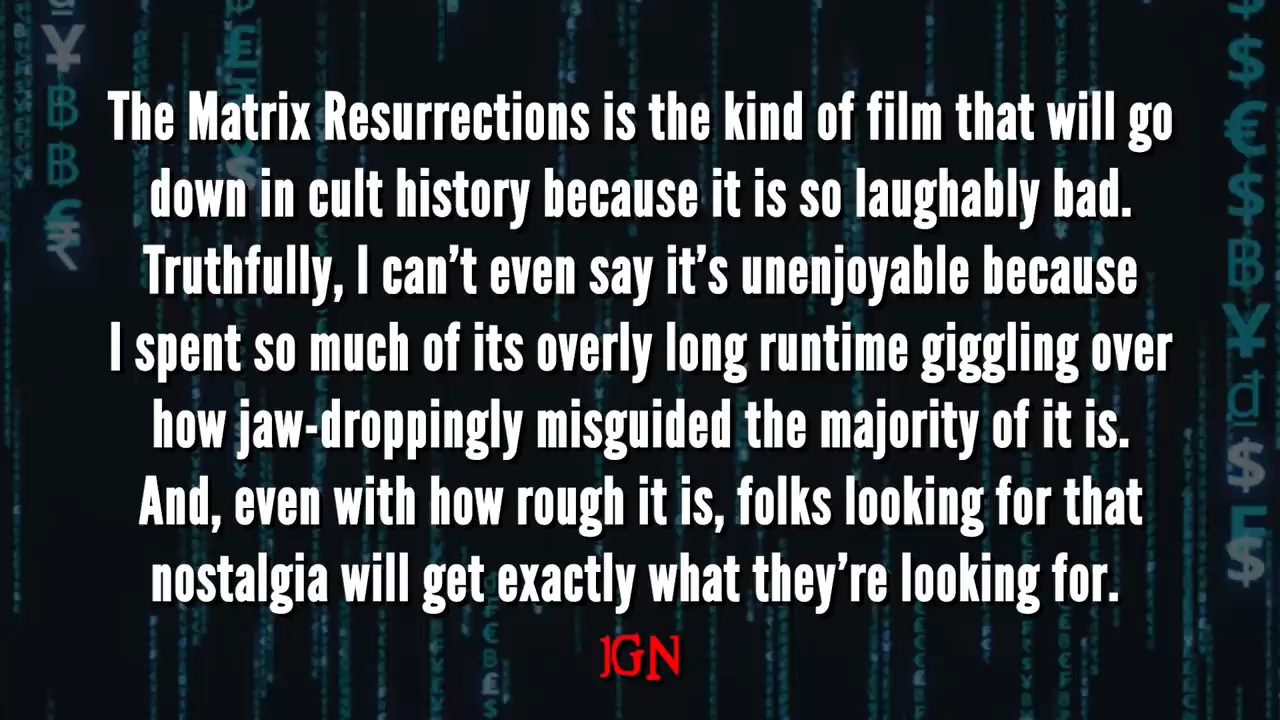 The Matrix Resurrections is the kind of film that will go
down in cult history because it is so laughably bad.
Truthfully, I can’t even say it’s unenjoyable because
I spent so much of its overly long runtime giggling over
how jaw-droppingly misguided the majority of it is.
And, even with how rough it is, folks looking for that
nostalgia will get exactly what they’re looking for.
IGN